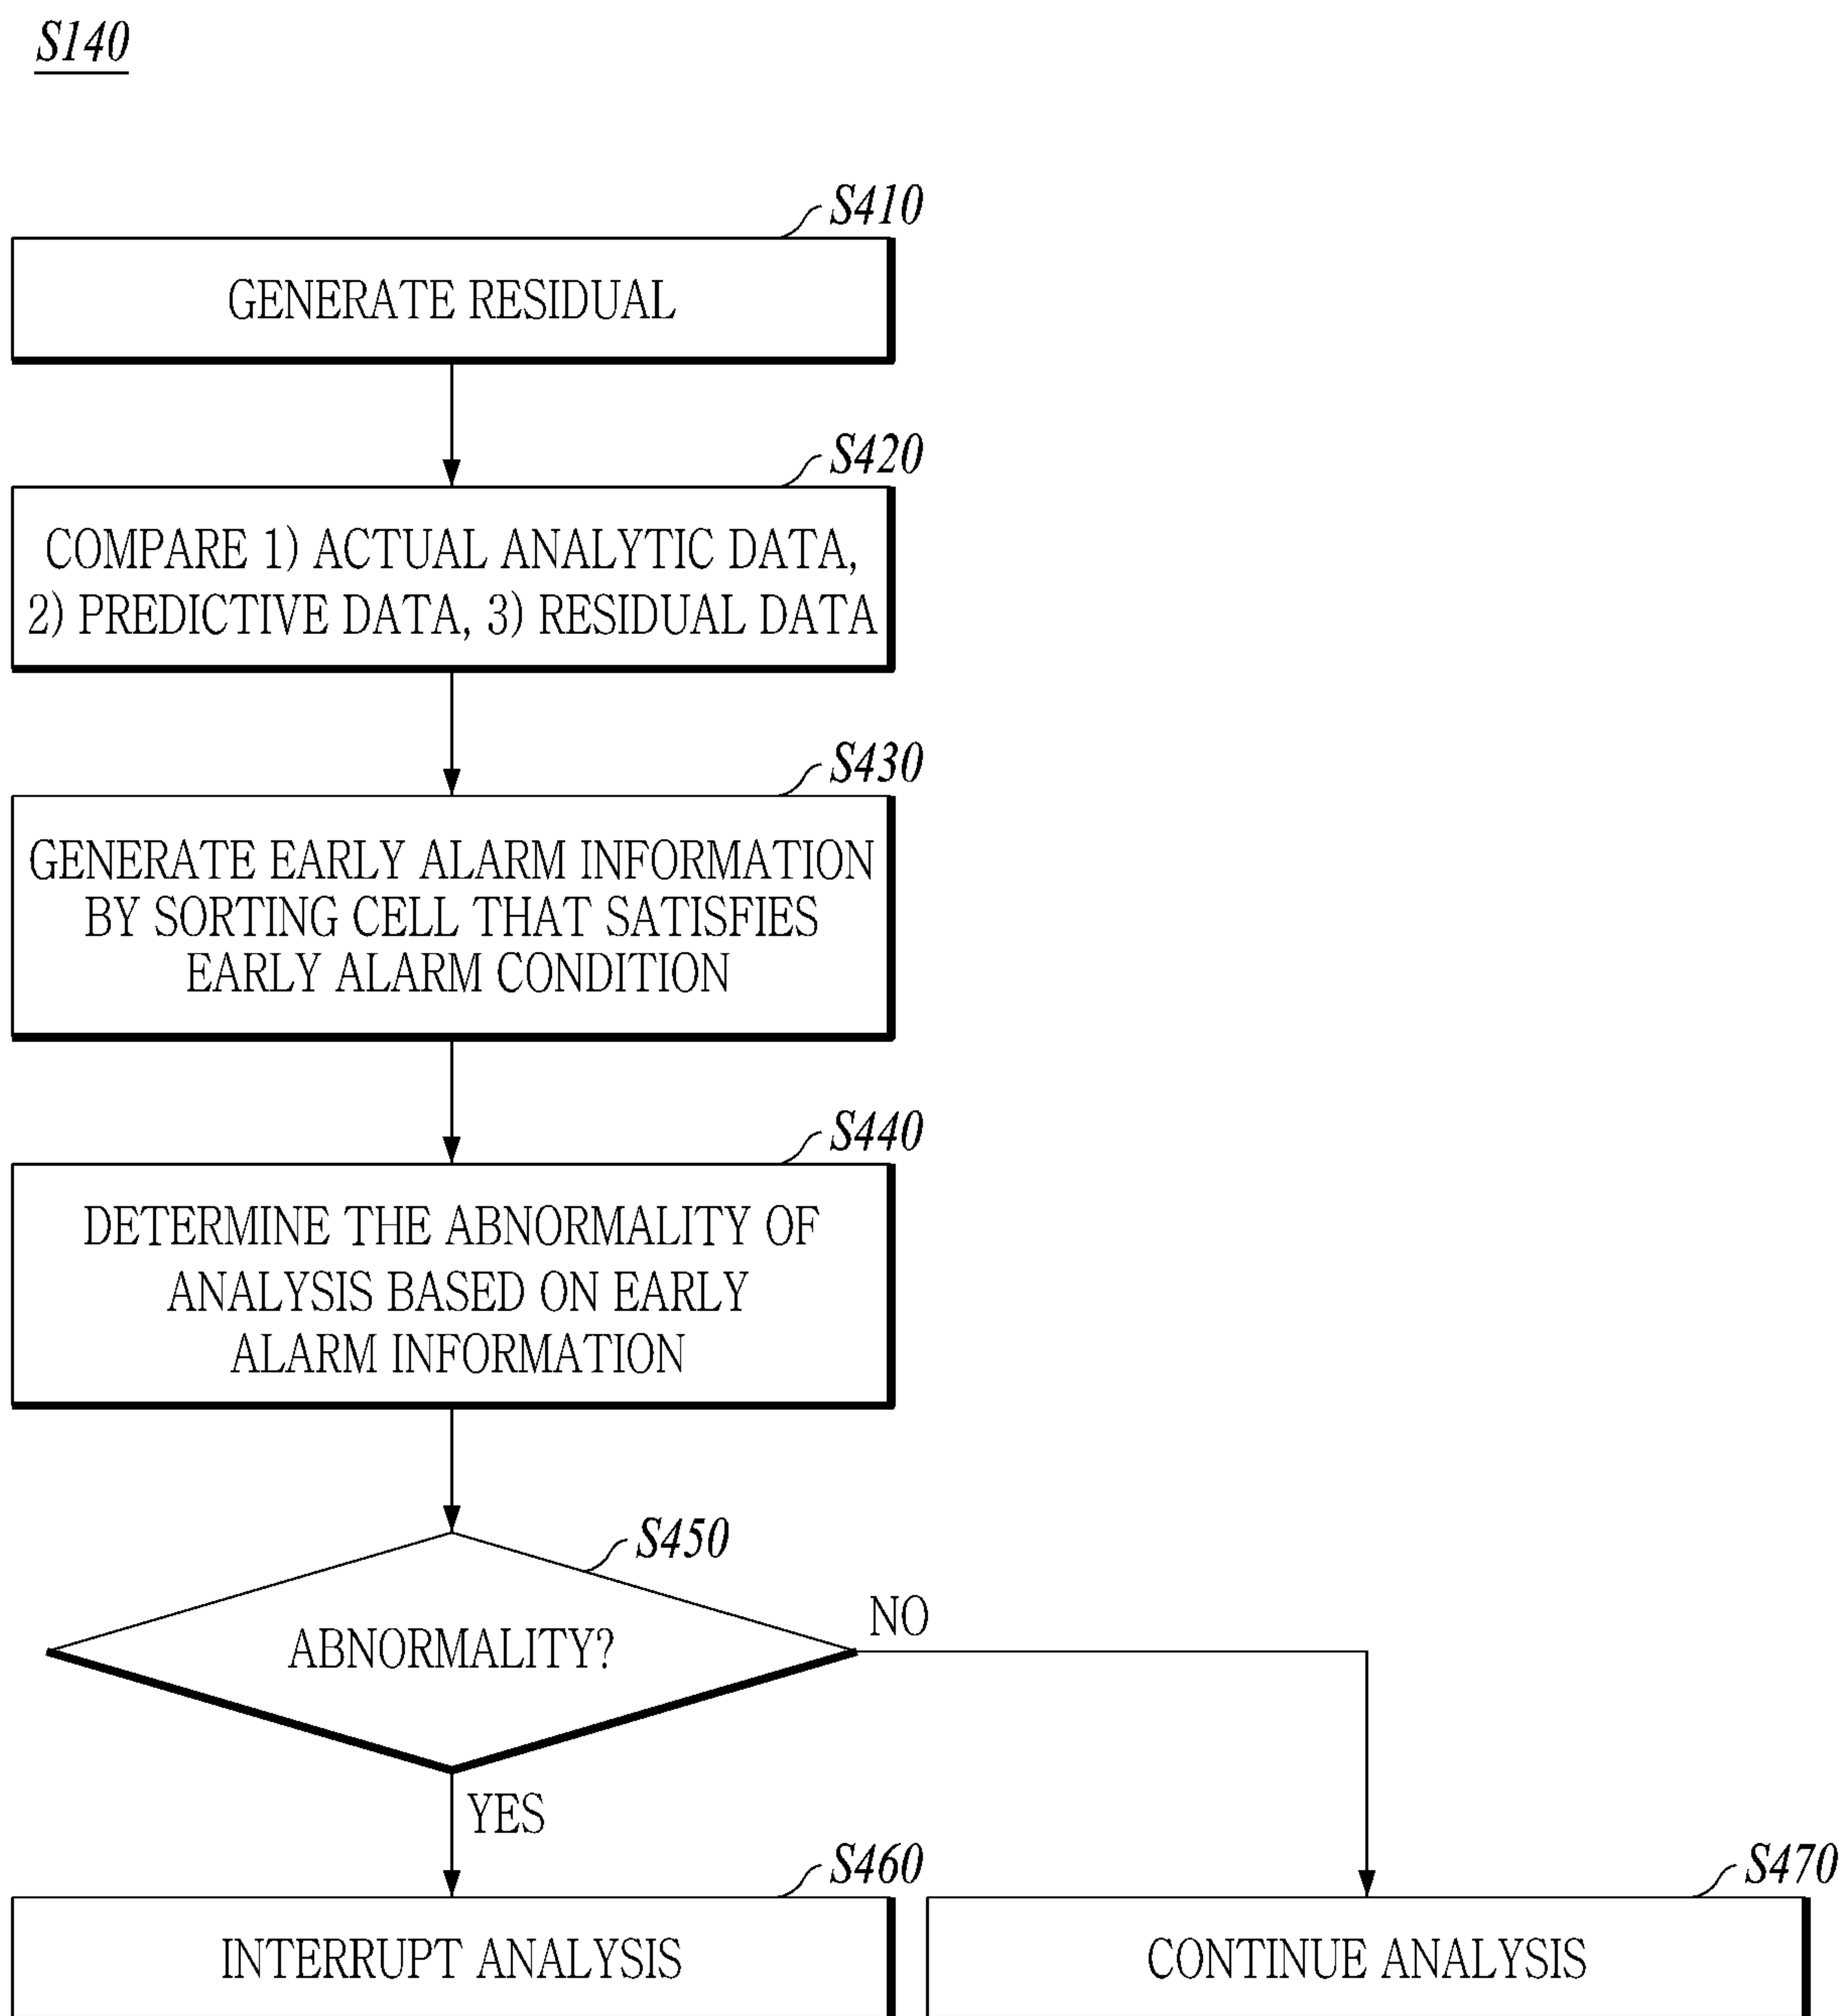 S140
S410
GENERATE RESIDUAL
S420
COMPARE 1) ACTUAL ANALYTIC DATA,
2) PREDICTIVE DATA, 3) RESIDUAL DATA
S430
GENERATE EARLY ALARM INFORMATION
BY SORTING CELL THAT SATISFIES
EARLY ALARM CONDITION
S440
DETERMINE THE ABNORMALITY OF
ANALYSIS BASED ON EARLY
ALARM INFORMATION
S450
ABNORMALITY?
NO
YES
S460
INTERRUPT ANALYSIS
S470
CONTINUE ANALYSIS